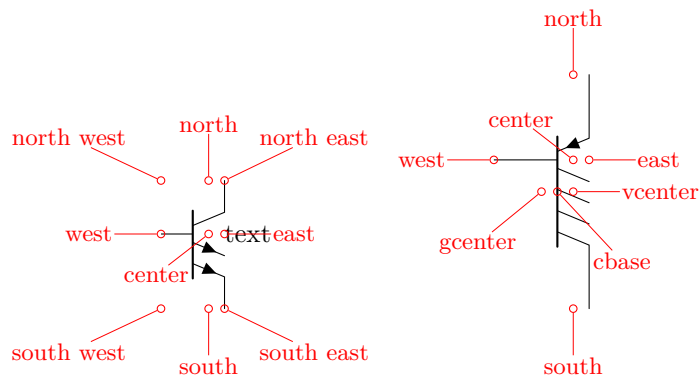 north
center
north
north west
north east
west
east
vcenter
west
text
east
gcenter
cbase
center
south west
south
south east
south